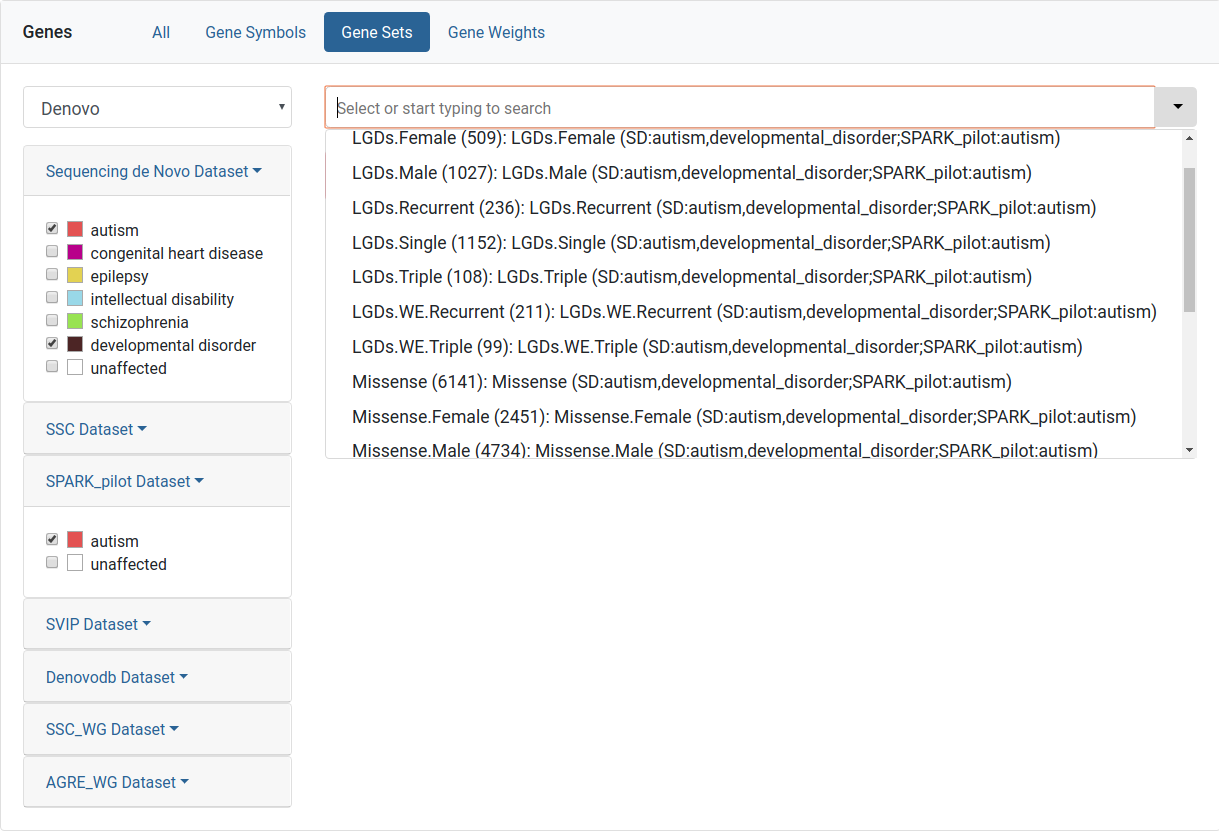 Genes All Gene Symbols Gene Sets Gene Weights
Denovo
Select or start typing to search
LGDs.Female (509): LGDs.Female (SD:autism,developmental_disorder;SPARK_pilot:autism)
LGDs.Male (1027): LGDs.Male (SD:autism,developmental_disorder;SPARK_pilot:autism)
LGDs.Recurrent (236): LGDs.Recurrent (SD:autism,developmental_disorder;SPARK_pilot:autism)
LGDs.Single (1152): LGDs.Single (SD:autism,developmental_disorder;SPARK_pilot:autism)
LGDs.Triple (108): LGDs.Triple (SD:autism,developmental_disorder;SPARK_pilot:autism)
LGDs.WE.Recurrent (211): LGDs.WE.Recurrent (SD:autism,developmental_disorder;SPARK_pilot:autism)
LGDs.WE.Triple (99): LGDs.WE.Triple (SD:autism,developmental_disorder;SPARK_pilot:autism)
Missense (6141): Missense (SD:autism,developmental_disorder;SPARK_pilot:autism)
Missense.Female (2451): Missense.Female (SD:autism,developmental_disorder;SPARK_pilot:autism)
Missense.Male (4734): Missense.Male (SD:autism,developmental_disorder;SPARK_pilot:autism)
Sequencing de Novo Dataset
autism
congenital heart disease
epilepsy
intellectual disability
schizophrenia
developmental disorder
unaffected
SSC Dataset
SPARK_pilot Dataset
autism
unaffected
SVIP Dataset
Denovodb Dataset
SSC_WG Dataset
AGRE_WG Dataset